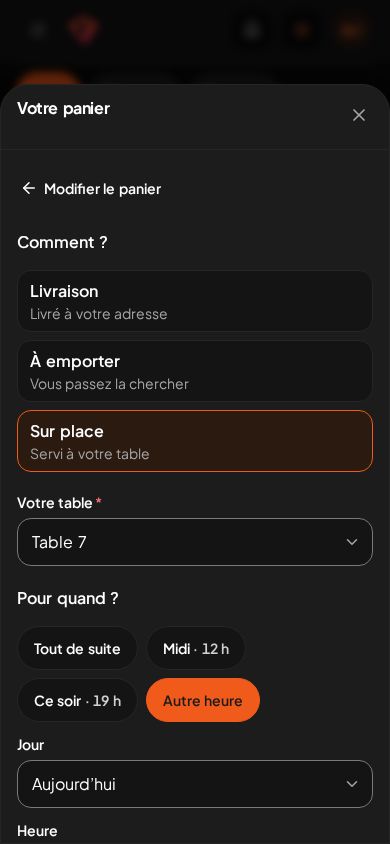 Votre panier
Modifier le panier
Comment ?
Livraison
Livré à votre adresse
À emporter
Vous passez la chercher
Sur place
Servi à votre table
Votre table *
Table 7
Pour quand ?
Tout de suite
Midi · 12 h
Ce soir · 19 h
Autre heure
Jour
Aujourd’hui
Heure